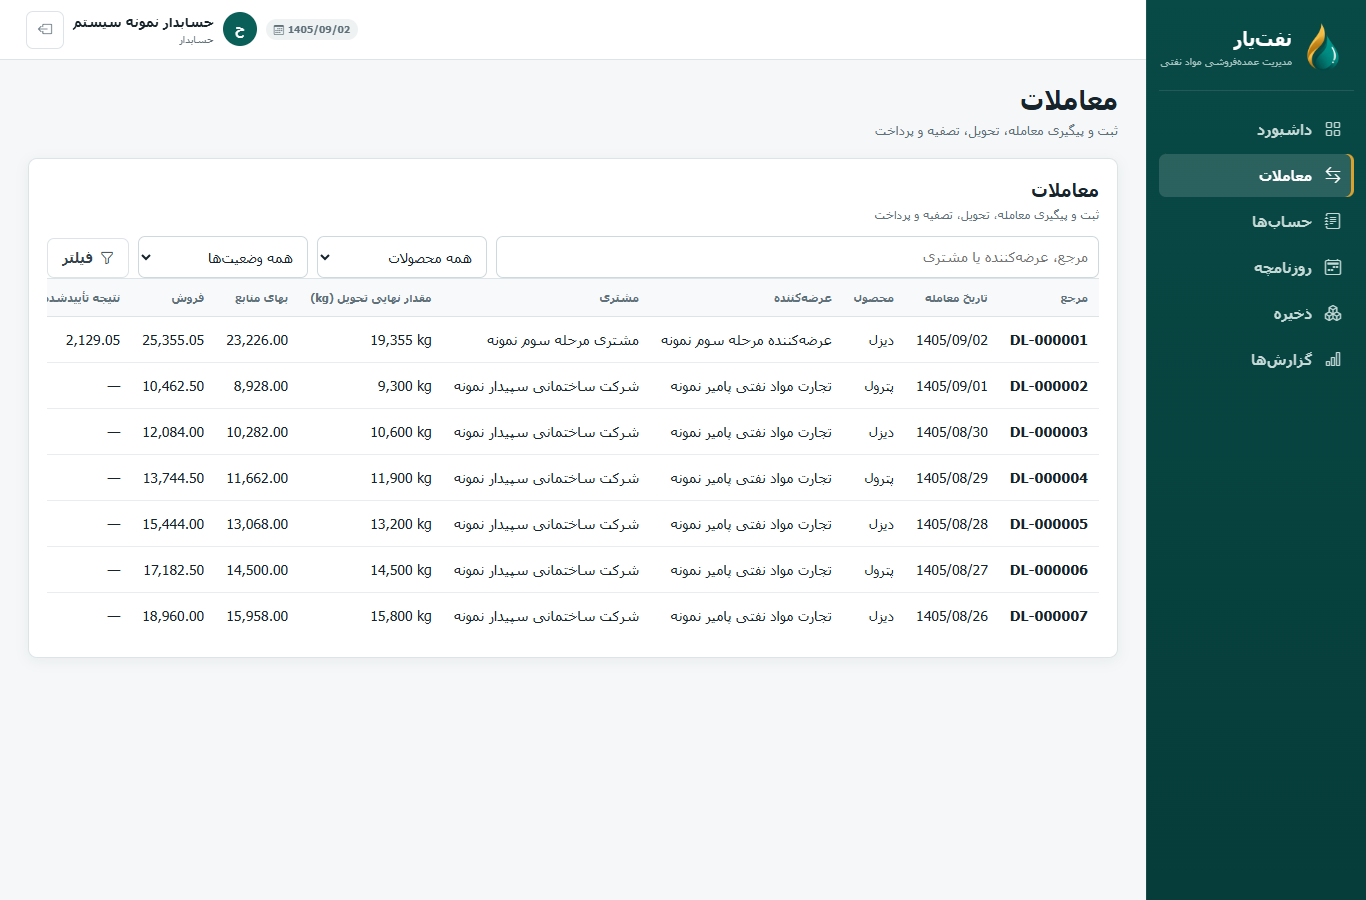 نفت‌یار
مدیریت عمده‌فروشی مواد نفتی
داشبورد
معاملات
حساب‌ها
روزنامچه
ذخیره
گزارش‌ها
1405/09/02
ح
حسابدار نمونه سیستم
حسابدار
معاملات
ثبت و پیگیری معامله، تحویل، تصفیه و پرداخت
معاملات
ثبت و پیگیری معامله، تحویل، تصفیه و پرداخت
مرجع، عرضه‌کننده یا مشتری همه محصولات همه وضعیت‌ها فیلتر
مرجع تاریخ معامله محصول عرضه‌کننده مشتری مقدار نهایی تحویل (kg) بهای منابع فروش نتیجه تأییدشده
DL-000001 1405/09/02 دیزل عرضه‌کننده مرحله سوم نمونه مشتری مرحله سوم نمونه 19,355 kg 23,226.00 25,355.05 2,129.05
DL-000002 1405/09/01 پترول تجارت مواد نفتی پامیر نمونه شرکت ساختمانی سپیدار نمونه 9,300 kg 8,928.00 10,462.50 —
DL-000003 1405/08/30 دیزل تجارت مواد نفتی پامیر نمونه شرکت ساختمانی سپیدار نمونه 10,600 kg 10,282.00 12,084.00 —
DL-000004 1405/08/29 پترول تجارت مواد نفتی پامیر نمونه شرکت ساختمانی سپیدار نمونه 11,900 kg 11,662.00 13,744.50 —
DL-000005 1405/08/28 دیزل تجارت مواد نفتی پامیر نمونه شرکت ساختمانی سپیدار نمونه 13,200 kg 13,068.00 15,444.00 —
DL-000006 1405/08/27 پترول تجارت مواد نفتی پامیر نمونه شرکت ساختمانی سپیدار نمونه 14,500 kg 14,500.00 17,182.50 —
DL-000007 1405/08/26 دیزل تجارت مواد نفتی پامیر نمونه شرکت ساختمانی سپیدار نمونه 15,800 kg 15,958.00 18,960.00 —